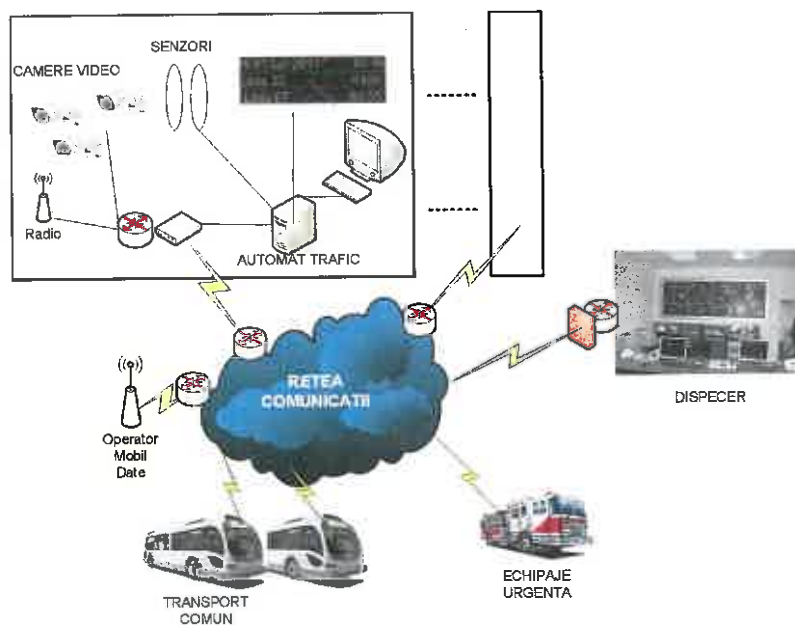 SENZORI
CAMERE VIDEO
Radio
AUTOMAT TRAFIC
RETEA
COMUNICATII
DISPECER
Operator
Mobil
Date
TRANSPORT
COMUN
ECHIPAJE
URGENTA